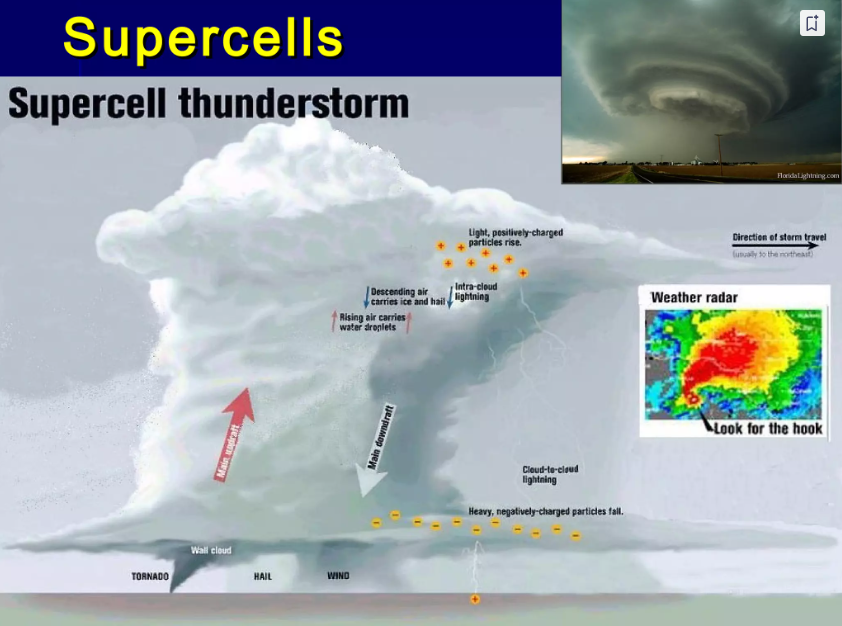 Supercells
FloridaLightning.com
Supercell thunderstorm
Light, positively-charged
particles rise.
Direction of storm travel
(usually to the northeast)
Descending air
carries ice and hail
Intra-cloud
lightning
Rising air carries
water droplets
Weather radar
Look for the hook
Main updraft
Main downdraft
Cloud-to-cloud
lightning
Heavy, negatively-charged particles fall.
Wall cloud
TORNADO
HAIL
WIND